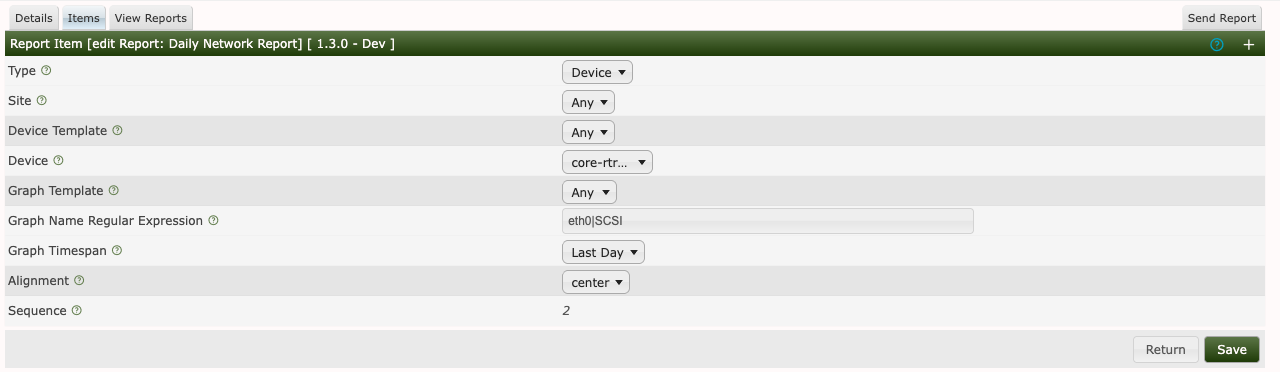 Details Items View Reports Send Report
Report Item [edit Report: Daily Network Report] [ 1.3.0 - Dev ]
Type Device
Site Any
Device Template Any
Device core-rtr...
Graph Template Any
Graph Name Regular Expression eth0|SCSI
Graph Timespan Last Day
Alignment center
Sequence 2
Return Save